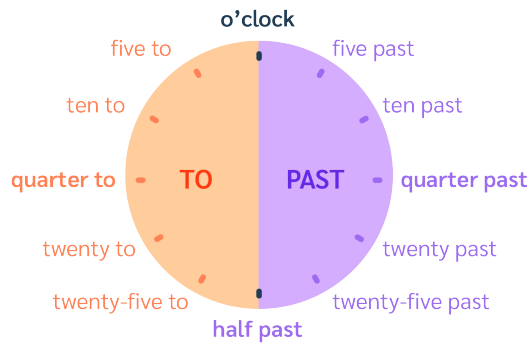 o’clock
five to
five past
ten to
ten past
quarter to
TO
PAST
quarter past
twenty to
twenty past
twenty-five to
twenty-five past
half past